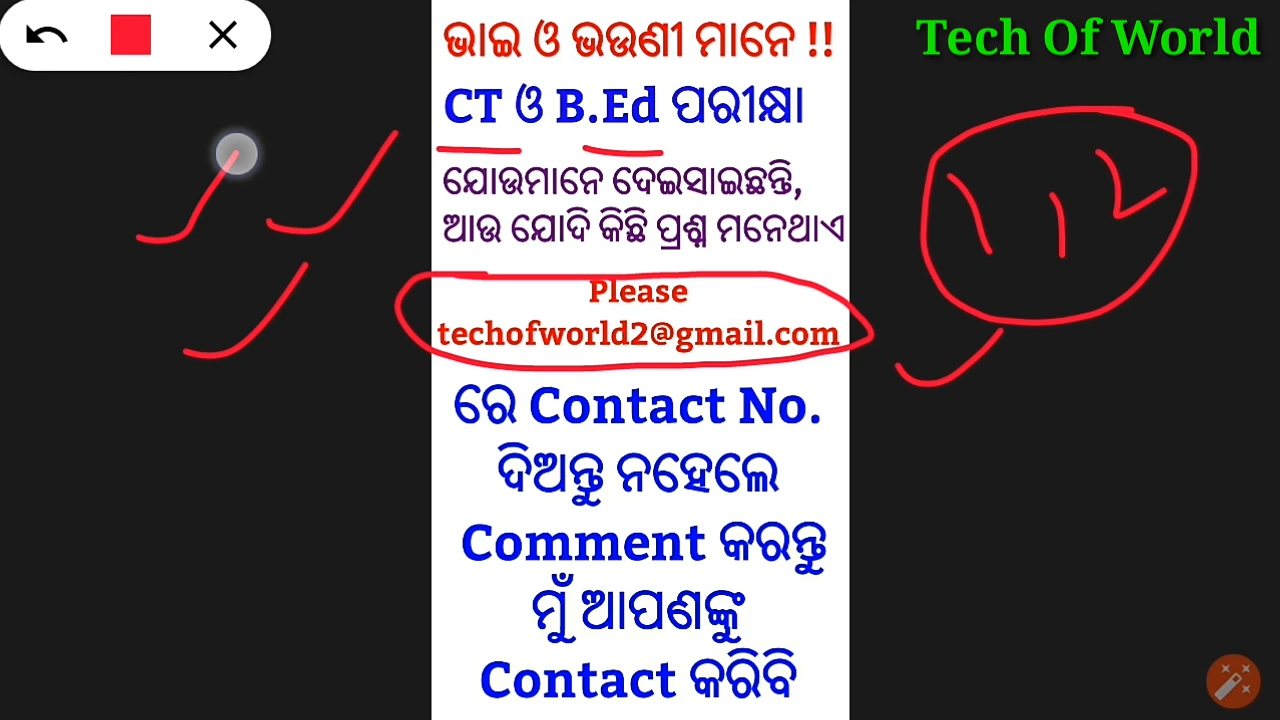 ଭାଇ ଓ ଭଉଣୀ ମାନେ !!
Tech Of World
CT ଓ B.Ed ପରୀକ୍ଷା
ଯୋଉମାନେ ଦେଇସାଇଛନ୍ତି,
ଆଉ ଯୋଦି କିଛି ପ୍ରଶ୍ନ ମନେଥାଏ
Please
techofworld2@gmail.com
ରେ Contact No.
ଦିଅନ୍ତୁ ନହେଲେ
Comment କରନ୍ତୁ
ମୁଁ ଆପଣଙ୍କୁ
Contact କରିବି